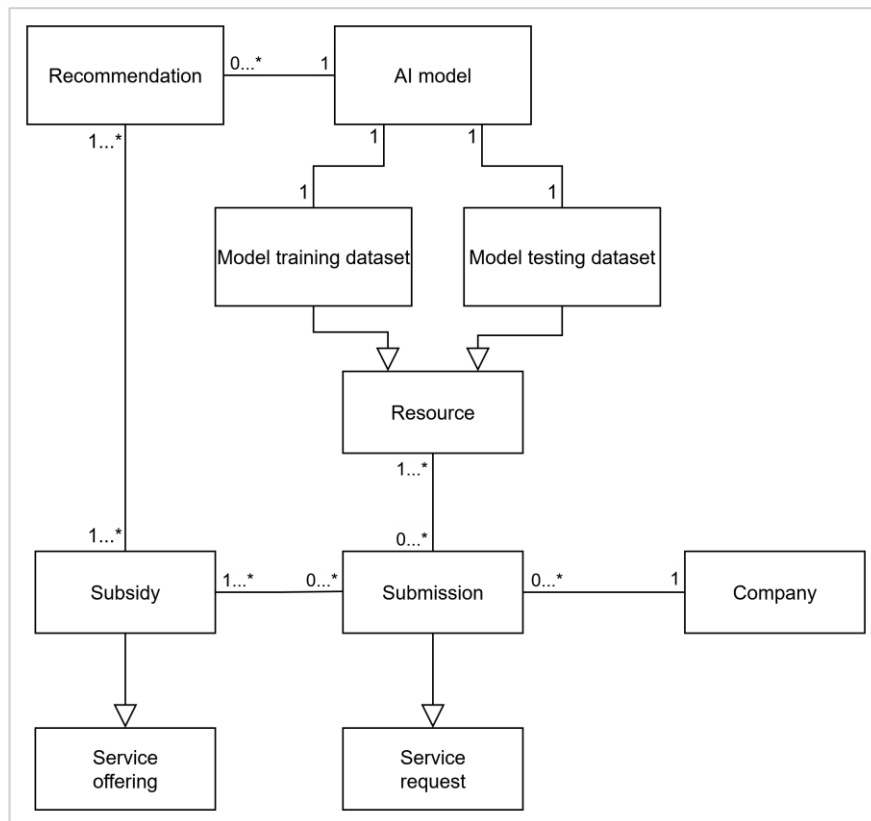 Recommendation
0...*
1
AI model
1...*
1
1
1
1
Model training dataset
Model testing dataset
Resource
1...*
1...*
0...*
Subsidy
1...*
0...*
Submission
0...*
1
Company
Service
offering
Service
request